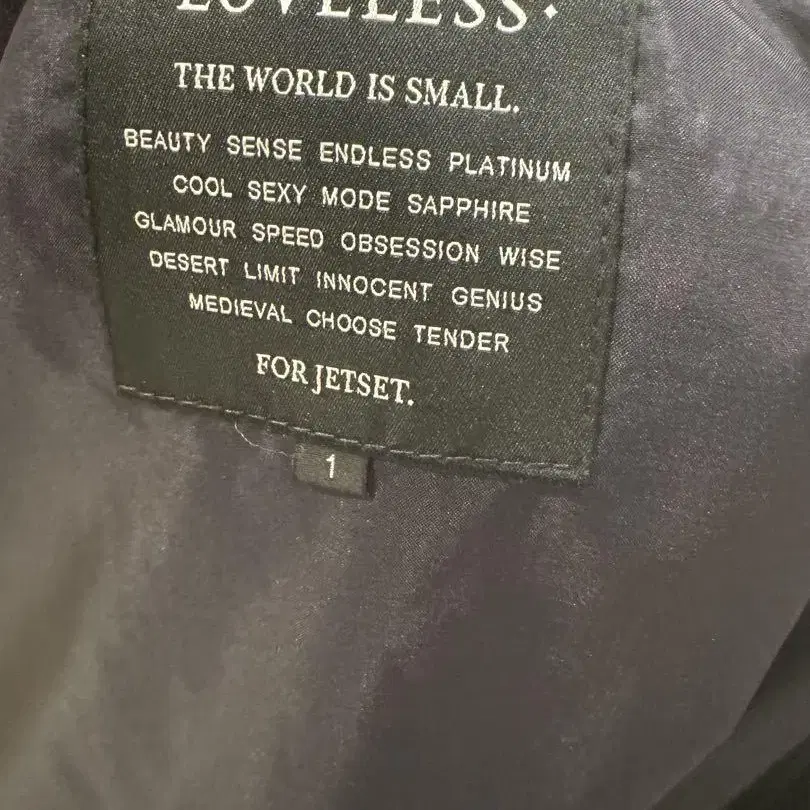 LOVELESS·
THE WORLD IS SMALL.
BEAUTY SENSE ENDLESS PLATINUM
COOL SEXY MODE SAPPHIRE
GLAMOUR SPEED OBSESSION WISE
DESERT LIMIT INNOCENT GENIUS
MEDIEVAL CHOOSE TENDER
FOR JETSET.
1